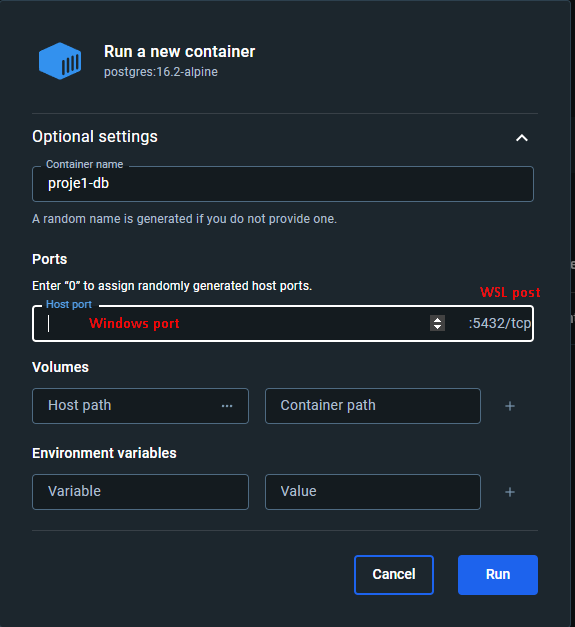 Run a new container
postgres:16.2-alpine
Optional settings
Container name
proje1-db
A random name is generated if you do not provide one.
Ports
Enter “0” to assign randomly generated host ports.
WSL post
Host port
Windows port :5432/tcp
Volumes
Host path ... Container path +
Environment variables
Variable Value +
Cancel Run